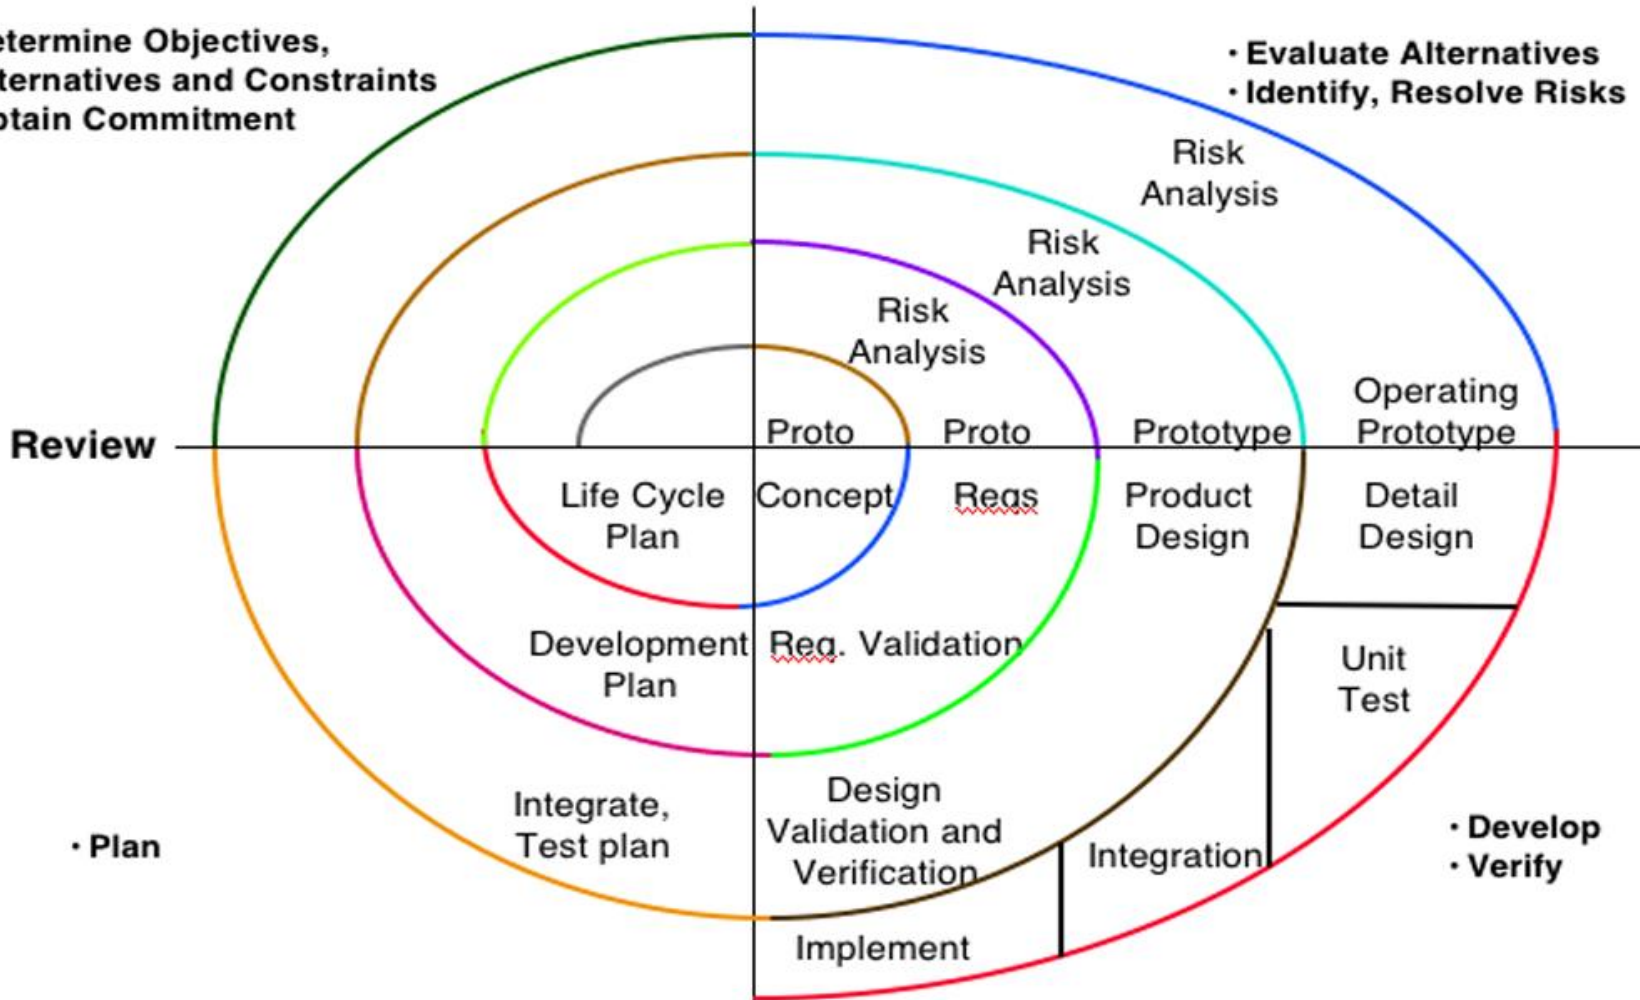 etermine Objectives,
ternatives and Constraints
otain Commitment
· Evaluate Alternatives
· Identify, Resolve Risks
Risk
Analysis
Risk
Analysis
Risk
Analysis
Operating
Prototype
Prototype
Proto
Proto
Review
Life Cycle
Plan
Concept
Reqs
Product
Design
Detail
Design
Development
Plan
Req. Validation
Unit
Test
Integrate,
Test plan
Design
Validation and
Verification
Integration
Implement
· Plan
· Develop
· Verify